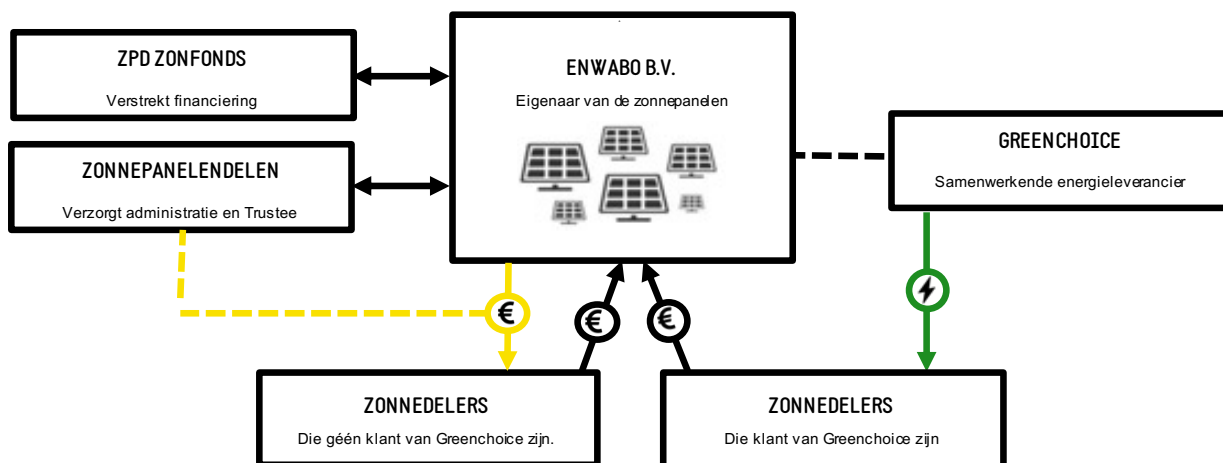 ZPD ZONFONDS
Verstrekt financiering
ZONNEPANELENDELEN
Verzorgt administratie en Trustee
ENWABO B.V.
Eigenaar van de zonnepanelen
GREENCHOICE
Samenwerkende energieleverancier
€
€
€
ZONNEDELERS
Die géén klant van Greenchoice zijn.
ZONNEDELERS
Die klant van Greenchoice zijn